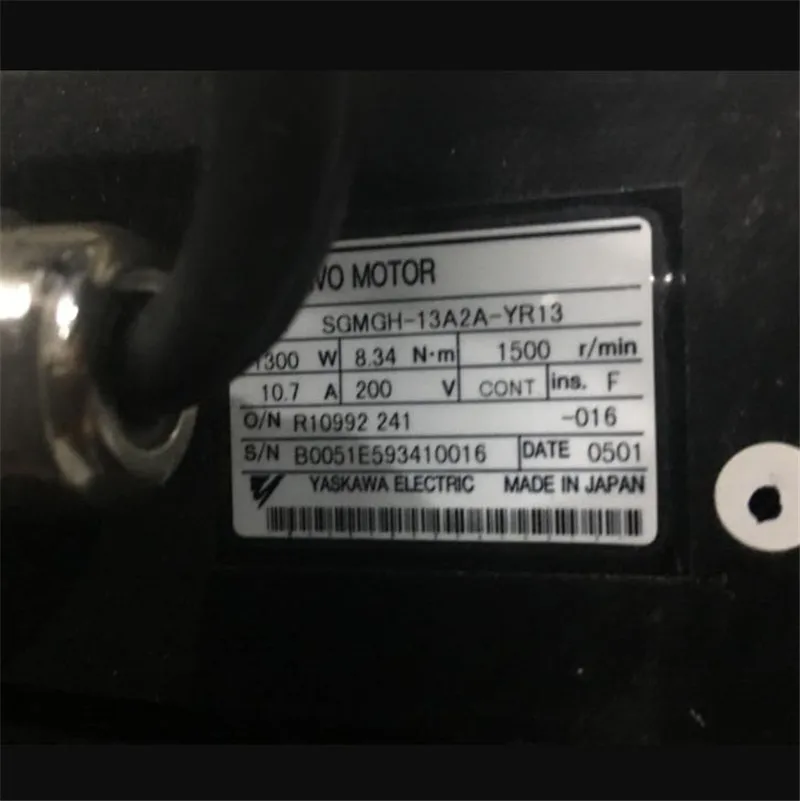 VO MOTOR
SGMGH-13A2A-YR13
1300 W 8.34 N·m 1500 r/min
10.7 A 200 V CONT ins. F
O/N R10992 241 -016
S/N B0051E593410016 DATE 0501
YASKAWA ELECTRIC MADE IN JAPAN